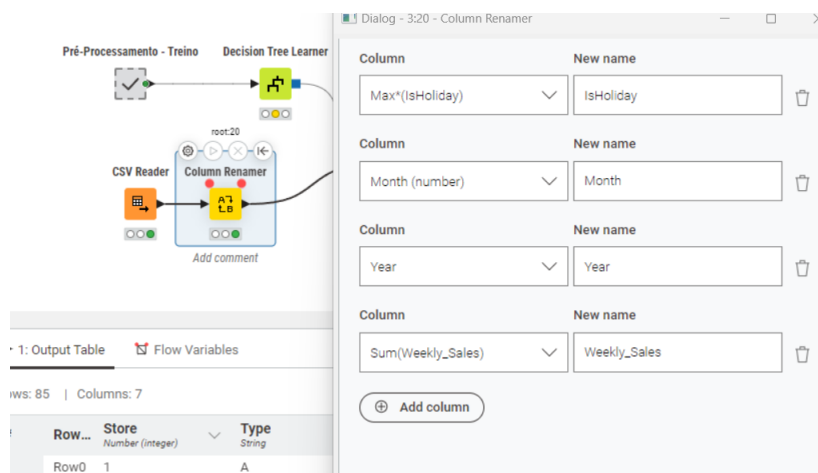 Dialog - 3:20 - Column Renamer
Pré-Processamento - Treino
Decision Tree Learner
root:20
CSV Reader
Column Renamer
Add comment
Column
New name
Max*(IsHoliday)
IsHoliday
Column
New name
Month (number)
Month
Column
New name
Year
Year
Column
New name
Sum(Weekly_Sales)
Weekly_Sales
Add column
1: Output Table
Flow Variables
85 | Columns: 7
Row...
Store
Number (integer)
Type
String
Row0
1
A